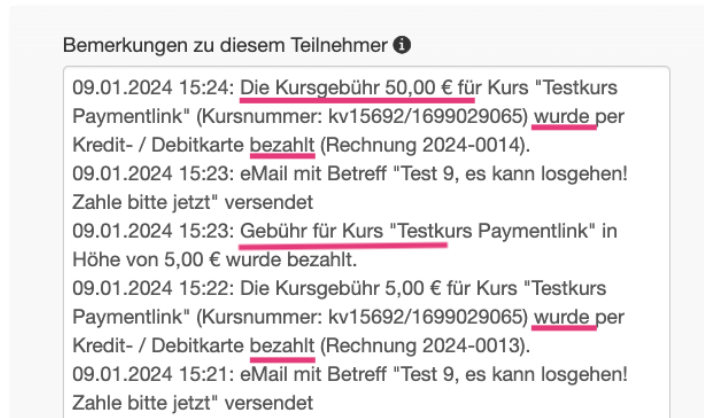 Bemerkungen zu diesem Teilnehmer
09.01.2024 15:24: Die Kursgebühr 50,00 € für Kurs "Testkurs
Paymentlink" (Kursnummer: kv15692/1699029065) wurde per
Kredit- / Debitkarte bezahlt (Rechnung 2024-0014).
09.01.2024 15:23: eMail mit Betreff "Test 9, es kann losgehen!
Zahle bitte jetzt" versendet
09.01.2024 15:23: Gebühr für Kurs "Testkurs Paymentlink" in
Höhe von 5,00 € wurde bezahlt.
09.01.2024 15:22: Die Kursgebühr 5,00 € für Kurs "Testkurs
Paymentlink" (Kursnummer: kv15692/1699029065) wurde per
Kredit- / Debitkarte bezahlt (Rechnung 2024-0013).
09.01.2024 15:21: eMail mit Betreff "Test 9, es kann losgehen!
Zahle bitte jetzt" versendet